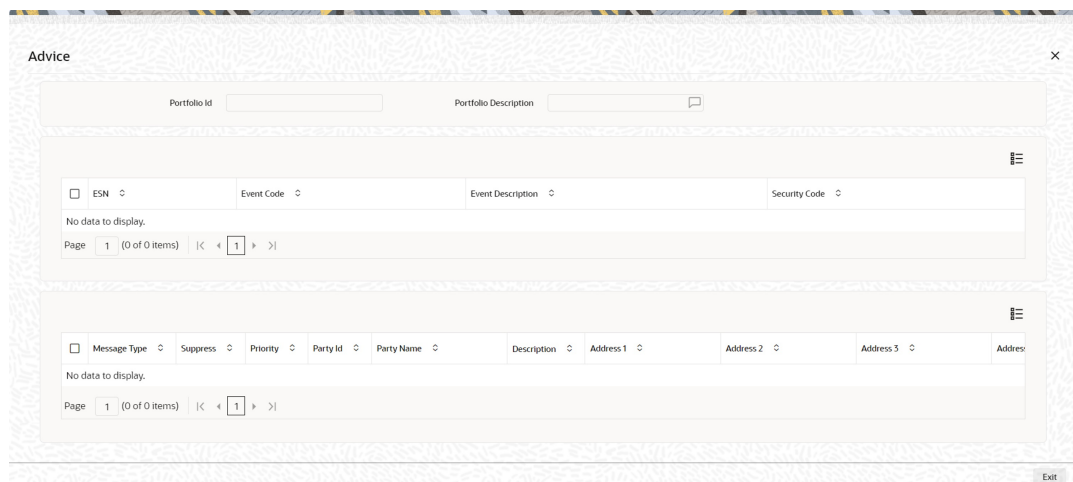 Advice
Portfolio Id Portfolio Description
ESN Event Code Event Description Security Code
No data to display.
Page 1 (0 of 0 items) 1
Message Type Suppress Priority Party Id Party Name Description Address 1 Address 2 Address 3 Address
No data to display.
Page 1 (0 of 0 items) 1
Exit